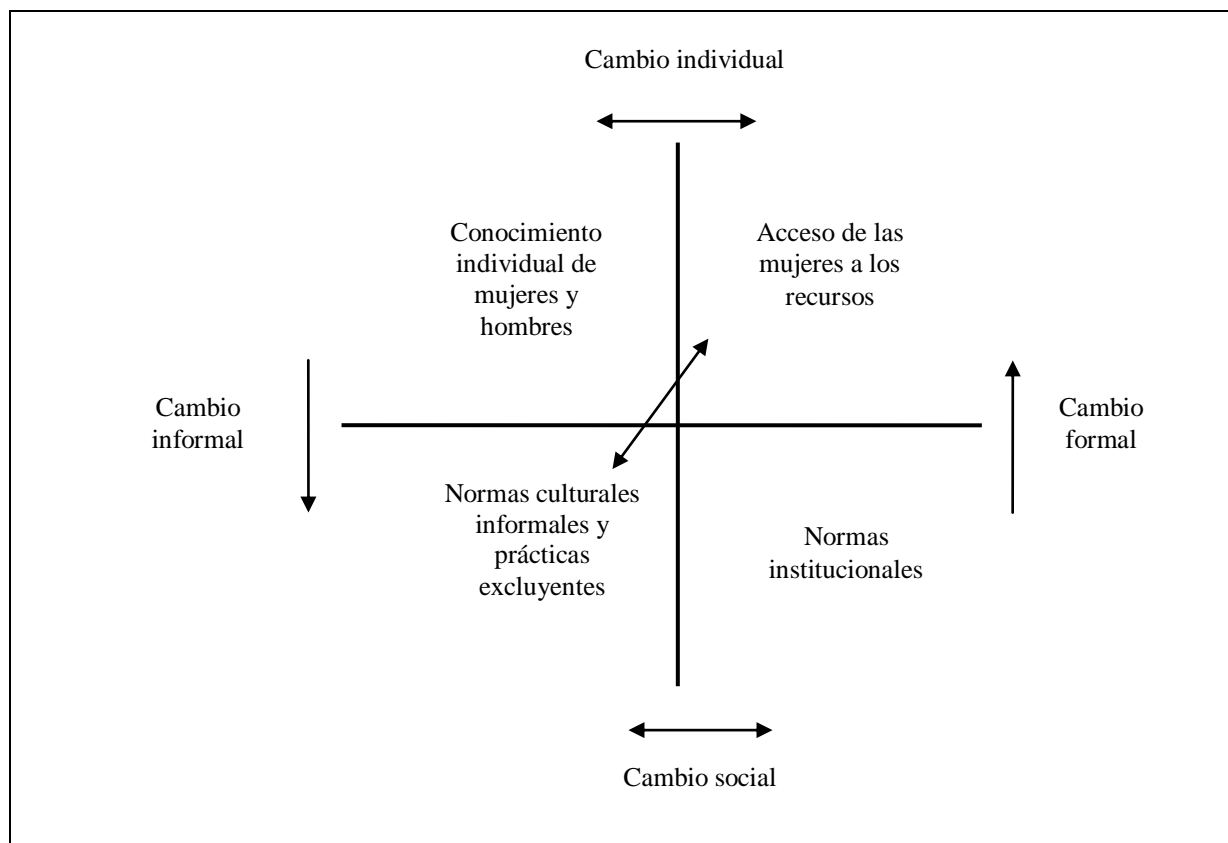 Cambio individual
Conocimiento
individual de
mujeres y
hombres
Acceso de las
mujeres a los
recursos
Cambio
informal
Cambio
formal
Normas culturales
informales y
prácticas
excluyentes
Normas
institucionales
Cambio social